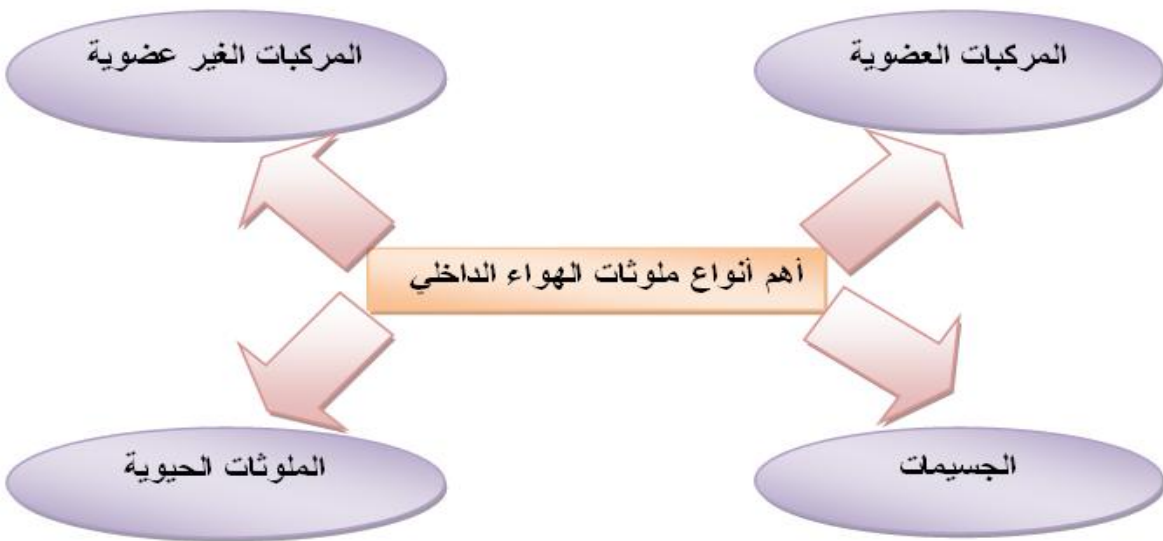 المركبات العضوية
المركبات الغير عضوية
أهم أنواع ملوثات الهواء الداخلي
الجسيمات
الملوثات الحيوية